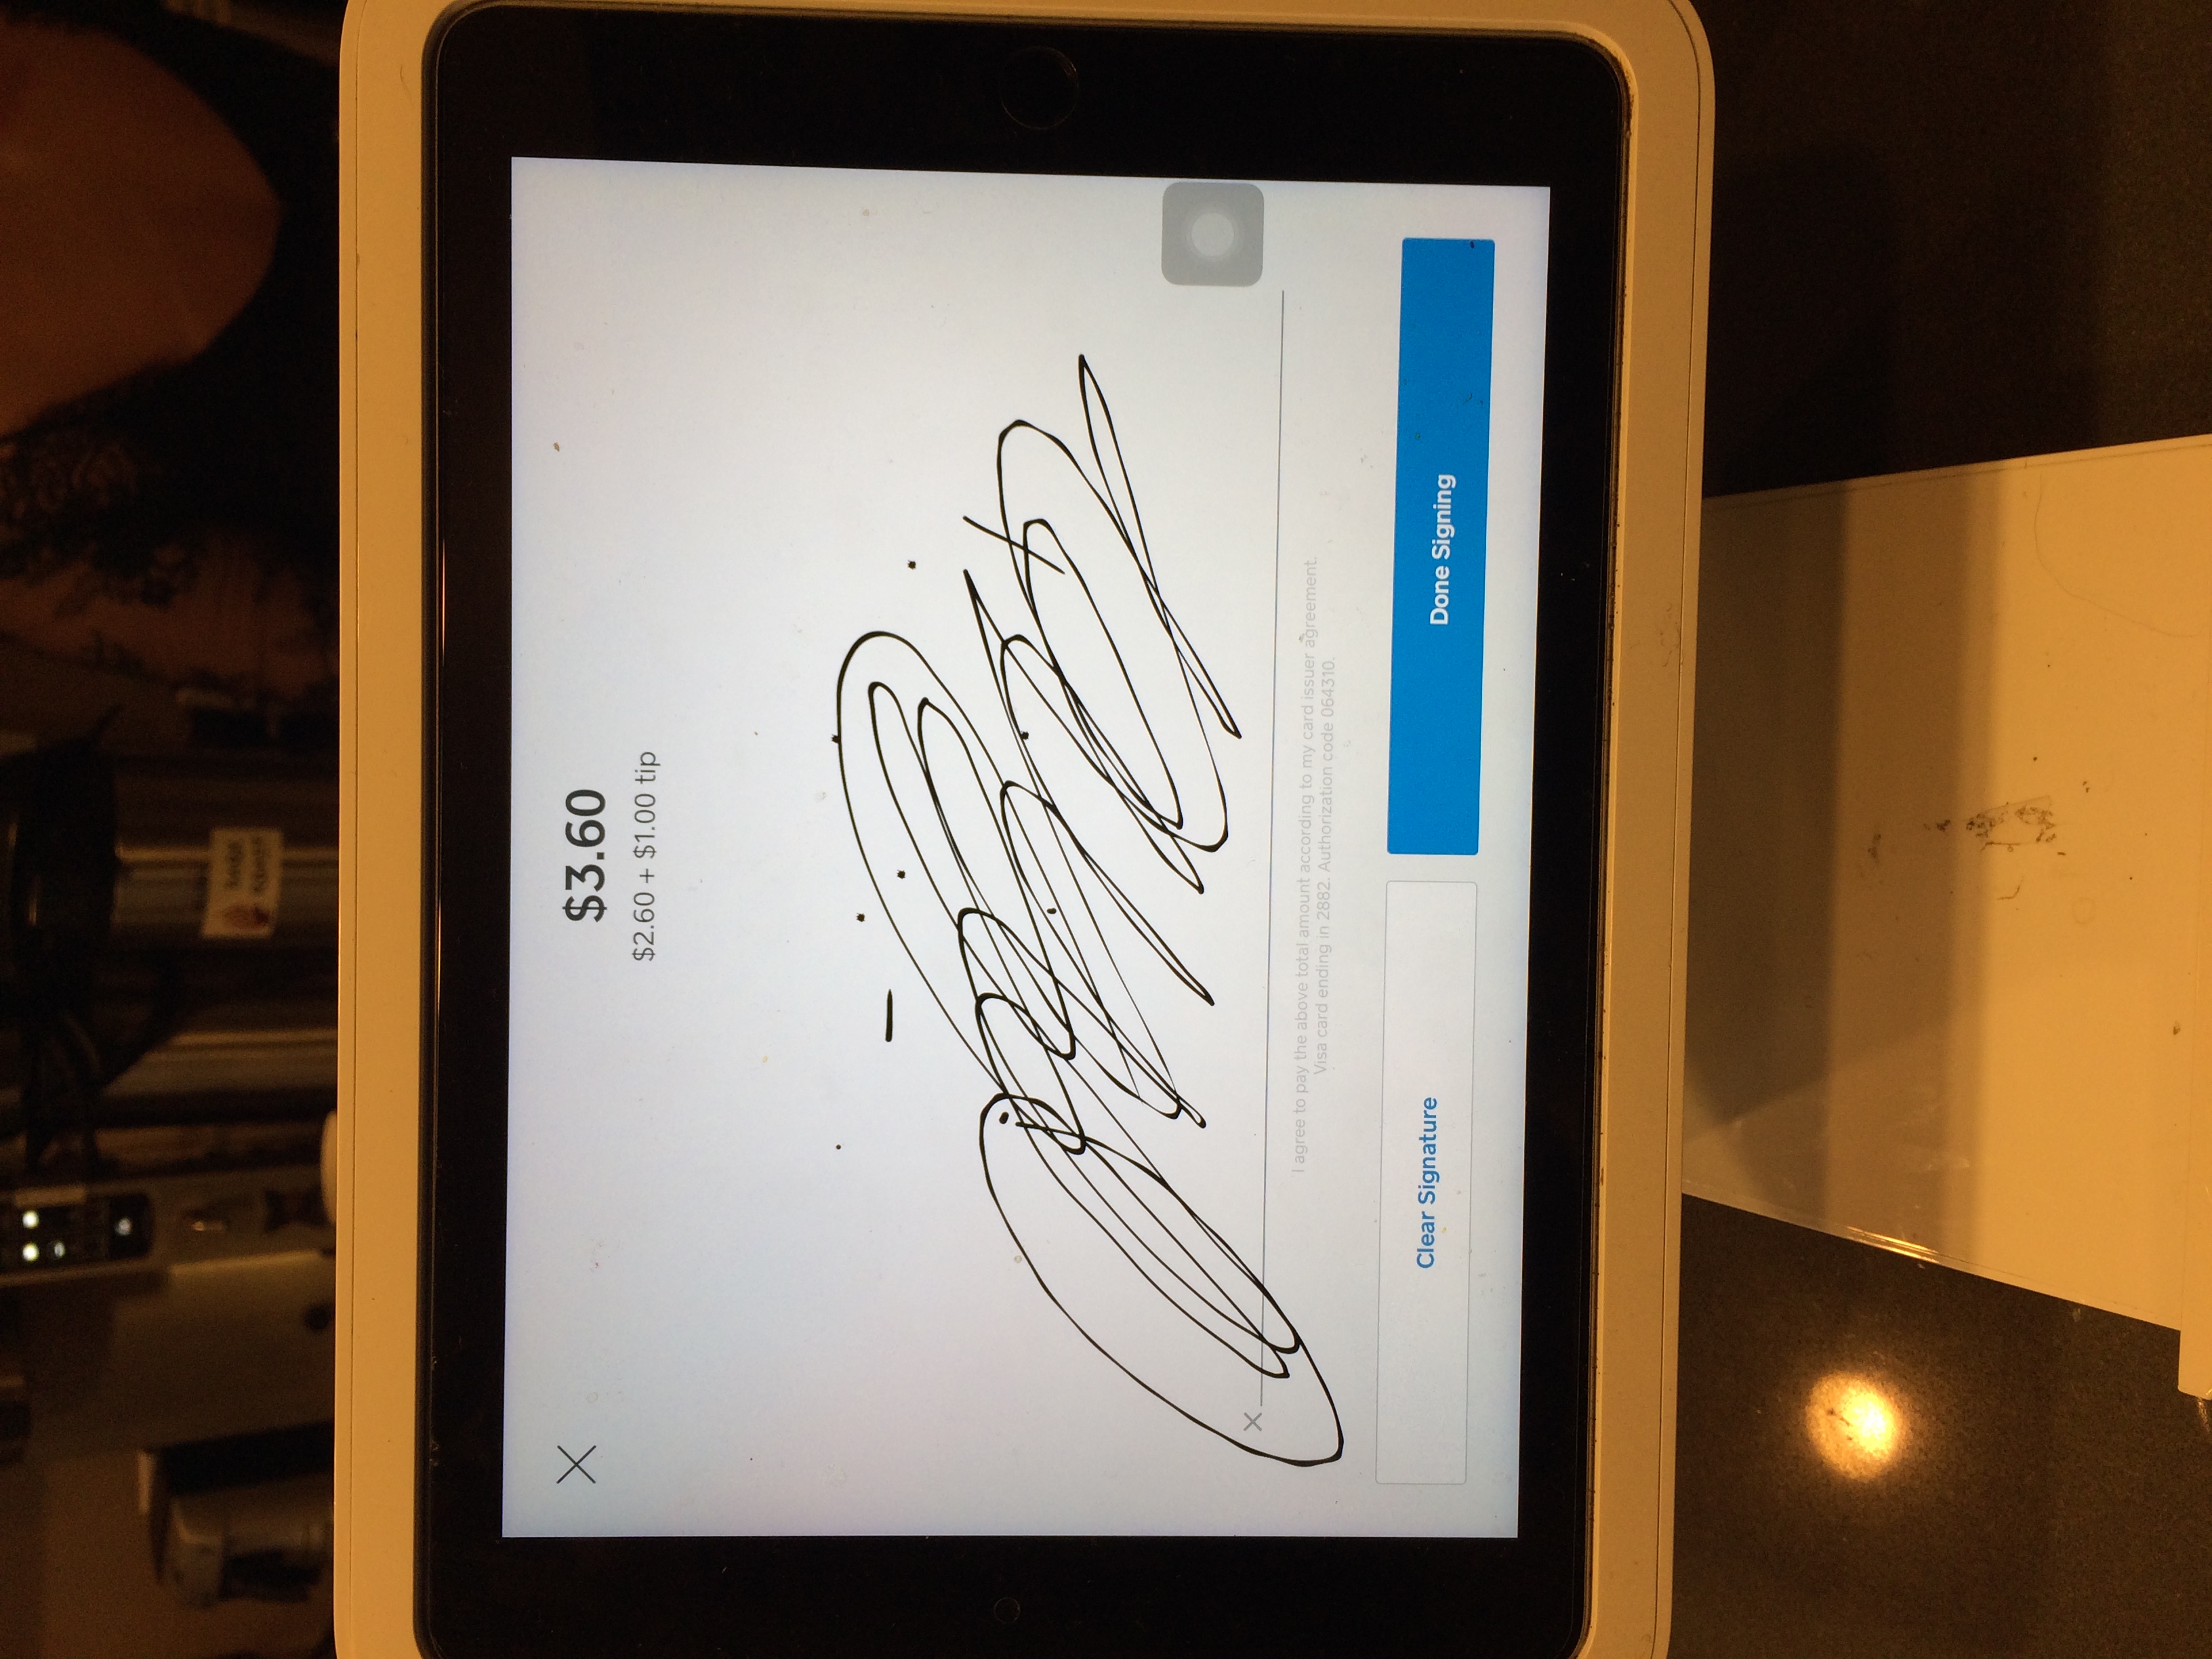 $3.60
$2.60 + $1.00 tip
I agree to pay the above total amount according to my card issuer agreement.
Visa card ending in 2882. Authorization code 064310.
Clear Signature
Done Signing